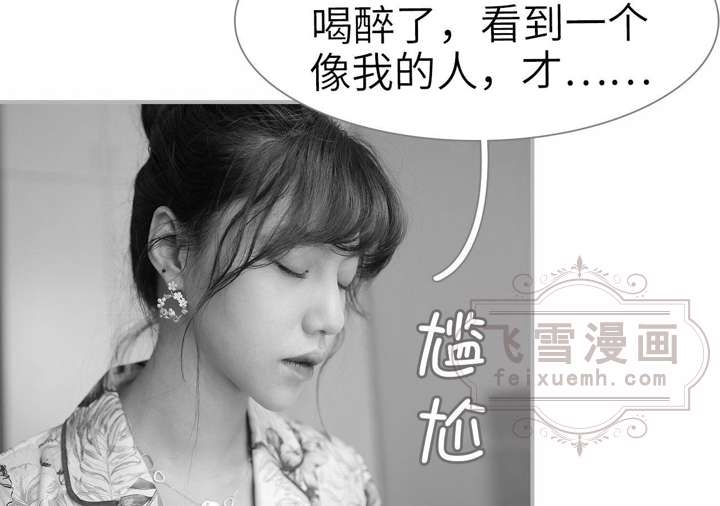 喝醉了，看到一个
像我的人，才……
尴
尬
飞雪漫画
feixuemh.com